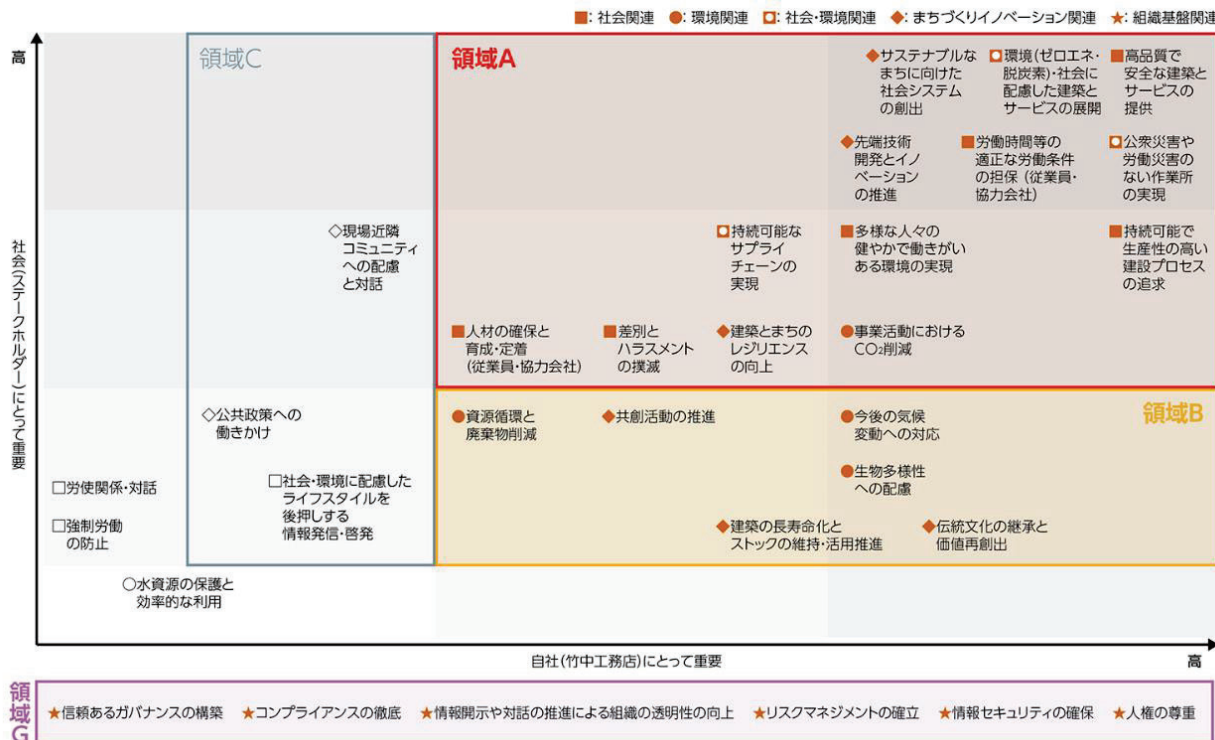 ■：社会関連 ●：環境関連 ◘：社会・環境関連 ◆：まちづくりイノベーション関連 ★：組織基盤関連
高
社会(ステークホルダー)にとって重要
領域C
領域A
◆サステナブルな
まちに向けた
社会システム
の創出
◘環境(ゼロエネ・
脱炭素)・社会に
配慮した建築と
サービスの展開
■高品質で
安全な建築と
サービスの
提供
◆先端技術
開発とイノ
ベーション
の推進
■労働時間等の
適正な労働条件
の担保（従業員・
協力会社）
◘公衆災害や
労働災害の
ない作業所
の実現
◇現場近隣
コミュニティ
への配慮
と対話
◘持続可能な
サプライ
チェーンの
実現
■多様な人々の
健やかで働きがい
ある環境の実現
■持続可能で
生産性の高い
建設プロセス
の追求
■人材の確保と
育成・定着
(従業員・協力会社)
■差別と
ハラスメント
の撲滅
◆建築とまちの
レジリエンス
の向上
●事業活動における
CO₂削減
◇公共政策への
働きかけ
●資源循環と
廃棄物削減
◆共創活動の推進
●今後の気候
変動への対応
領域B
□労使関係・対話
□社会・環境に配慮した
ライフスタイルを
後押しする
情報発信・啓発
●生物多様性
への配慮
□強制労働
の防止
◆建築の長寿命化と
ストックの維持・活用推進
◆伝統文化の継承と
価値再創出
○水資源の保護と
効率的な利用
自社(竹中工務店)にとって重要
高
領域G
★信頼あるガバナンスの構築 ★コンプライアンスの徹底 ★情報開示や対話の推進による組織の透明性の向上 ★リスクマネジメントの確立 ★情報セキュリティの確保 ★人権の尊重